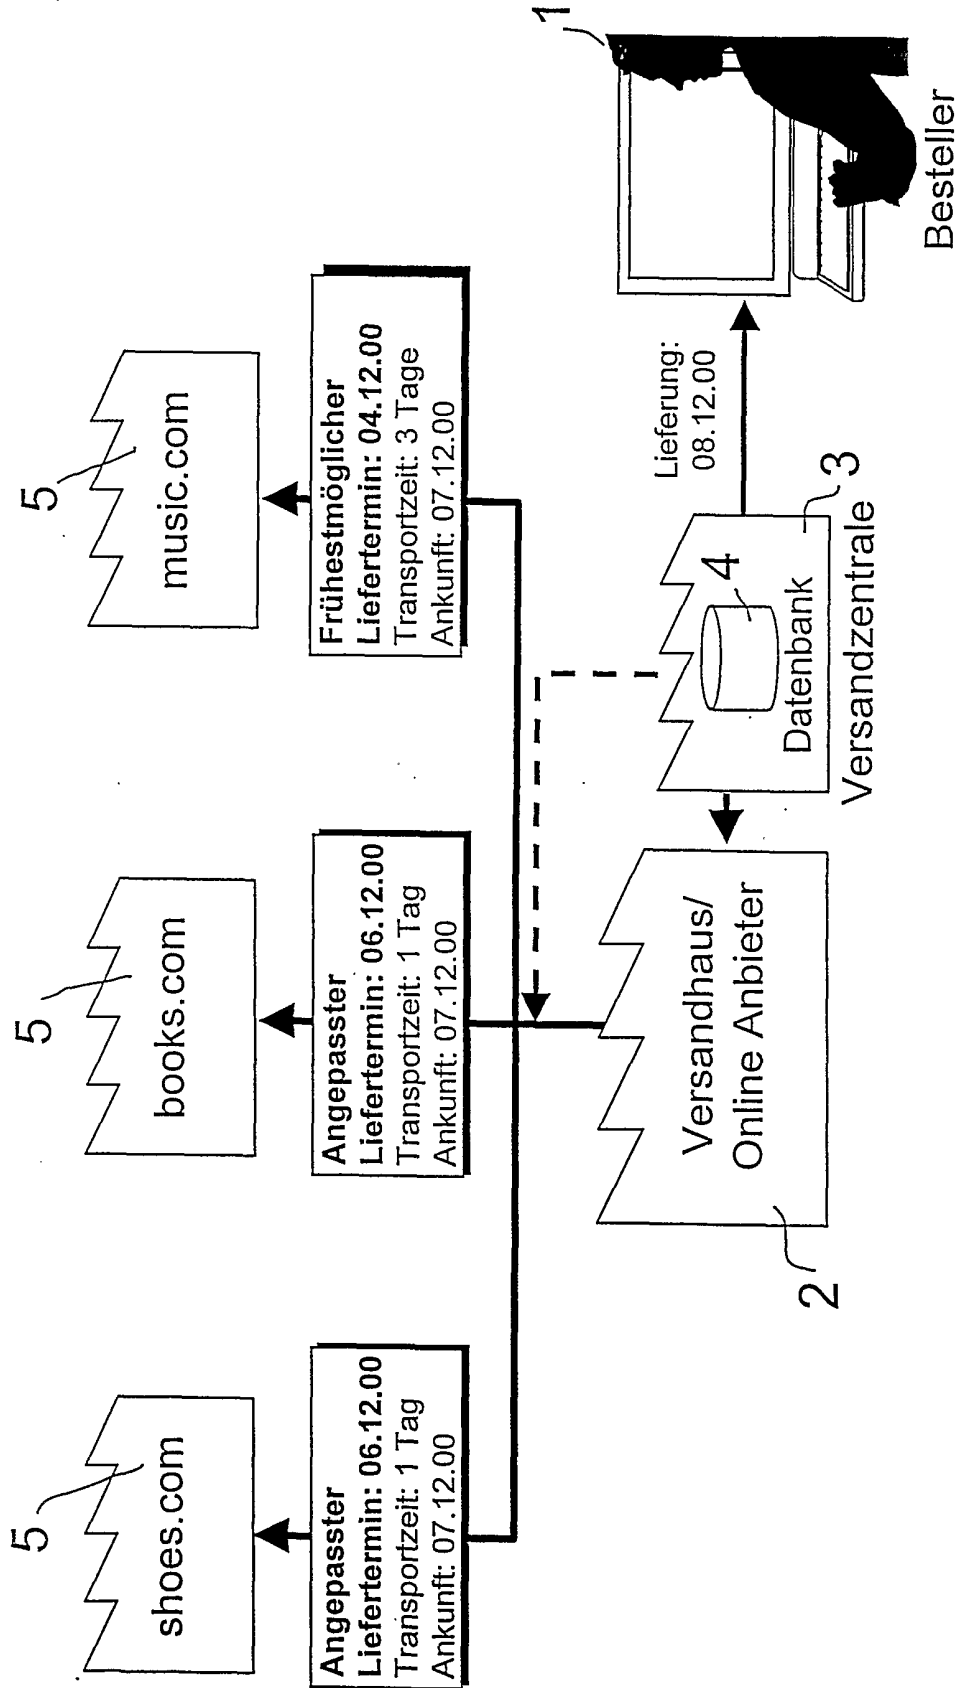 5
shoes.com
5
books.com
5
music.com
Angepasster
Liefertermin: 06.12.00
Transportzeit: 1 Tag
Ankunft: 07.12.00
Angepasster
Liefertermin: 06.12.00
Transportzeit: 1 Tag
Ankunft: 07.12.00
Frühestmöglicher
Liefertermin: 04.12.00
Transportzeit: 3 Tage
Ankunft: 07.12.00
2
Versandhaus/
Online Anbieter
4
Datenbank
3
Versandzentrale
Lieferung:
08.12.00
1
Besteller